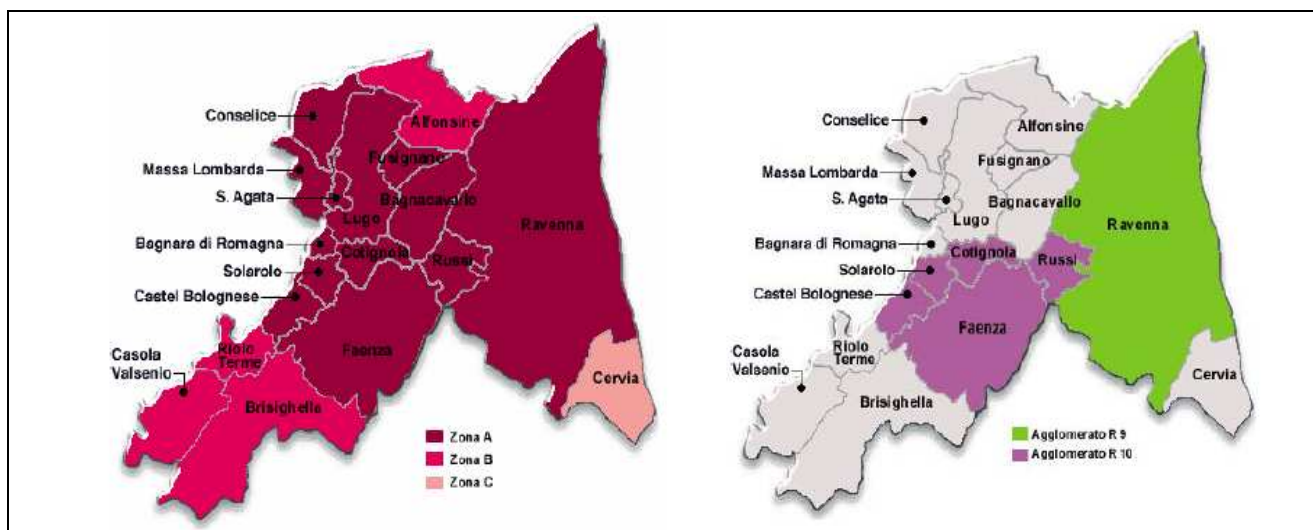 Conselice
Alfonsine
Massa Lombarda
Fusignano
S. Agata
Bagnacavallo
Lugo
Ravenna
Bagnara di Romagna
Cotignola
Russi
Solarolo
Castel Bolognese
Faenza
Riolo
Terme
Casola
Valsenio
Cervia
Brisighella
Zona A
Zona B
Zona C
Conselice
Alfonsine
Massa Lombarda
Fusignano
S. Agata
Bagnacavallo
Lugo
Ravenna
Bagnara di Romagna
Cotignola
Russi
Solarolo
Castel Bolognese
Faenza
Riolo
Terme
Casola
Valsenio
Cervia
Brisighella
Agglomerato R 9
Agglomerato R 10